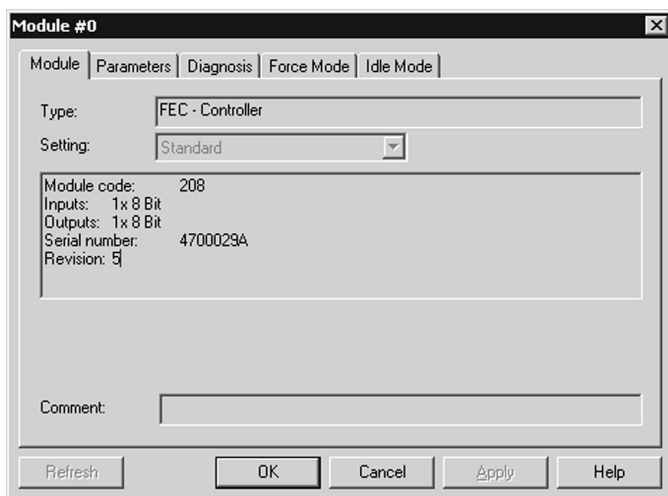 Module #0
Module Parameters Diagnosis Force Mode Idle Mode
Type: FEC - Controller
Setting: Standard
Module code: 208
Inputs: 1x 8 Bit
Outputs: 1x 8 Bit
Serial number: 4700029A
Revision: 5
Comment:
Refresh OK Cancel Apply Help